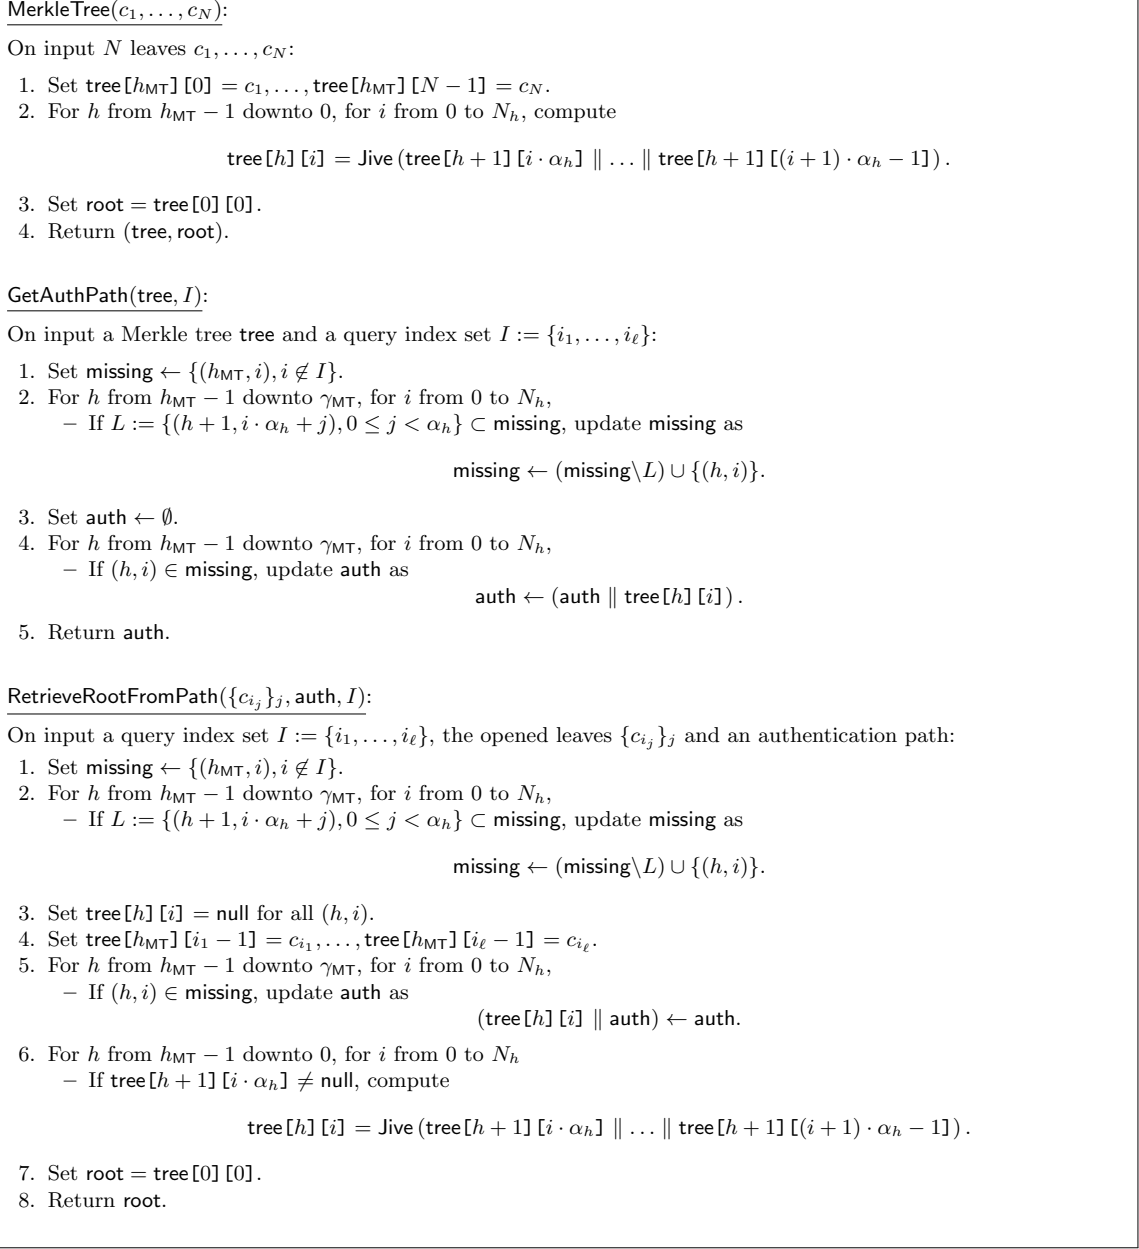 MerkleTree(c₁, . . . , c_N):
On input N leaves c₁, . . . , c_N:
1. Set tree[h_MT][0] = c₁, . . . , tree[h_MT][N − 1] = c_N.
2. For h from h_MT − 1 downto 0, for i from 0 to N_h, compute
tree[h][i] = Jive (tree[h + 1][i · α_h] ∥ . . . ∥ tree[h + 1][(i + 1) · α_h − 1]) .
3. Set root = tree[0][0].
4. Return (tree, root).
GetAuthPath(tree, I):
On input a Merkle tree tree and a query index set I := {i₁, . . . , i_ℓ}:
1. Set missing ← {(h_MT, i), i ∉ I}.
2. For h from h_MT − 1 downto γ_MT, for i from 0 to N_h,
– If L := {(h + 1, i · α_h + j), 0 ≤ j < α_h} ⊂ missing, update missing as
missing ← (missing\L) ∪ {(h, i)}.
3. Set auth ← ∅.
4. For h from h_MT − 1 downto γ_MT, for i from 0 to N_h,
– If (h, i) ∈ missing, update auth as
auth ← (auth ∥ tree[h][i]) .
5. Return auth.
RetrieveRootFromPath({c_{i_j}}_j, auth, I):
On input a query index set I := {i₁, . . . , i_ℓ}, the opened leaves {c_{i_j}}_j and an authentication path:
1. Set missing ← {(h_MT, i), i ∉ I}.
2. For h from h_MT − 1 downto γ_MT, for i from 0 to N_h,
– If L := {(h + 1, i · α_h + j), 0 ≤ j < α_h} ⊂ missing, update missing as
missing ← (missing\L) ∪ {(h, i)}.
3. Set tree[h][i] = null for all (h, i).
4. Set tree[h_MT][i₁ − 1] = c_{i₁}, . . . , tree[h_MT][i_ℓ − 1] = c_{i_ℓ}.
5. For h from h_MT − 1 downto γ_MT, for i from 0 to N_h,
– If (h, i) ∈ missing, update auth as
(tree[h][i] ∥ auth) ← auth.
6. For h from h_MT − 1 downto 0, for i from 0 to N_h
– If tree[h + 1][i · α_h] ≠ null, compute
tree[h][i] = Jive (tree[h + 1][i · α_h] ∥ . . . ∥ tree[h + 1][(i + 1) · α_h − 1]) .
7. Set root = tree[0][0].
8. Return root.